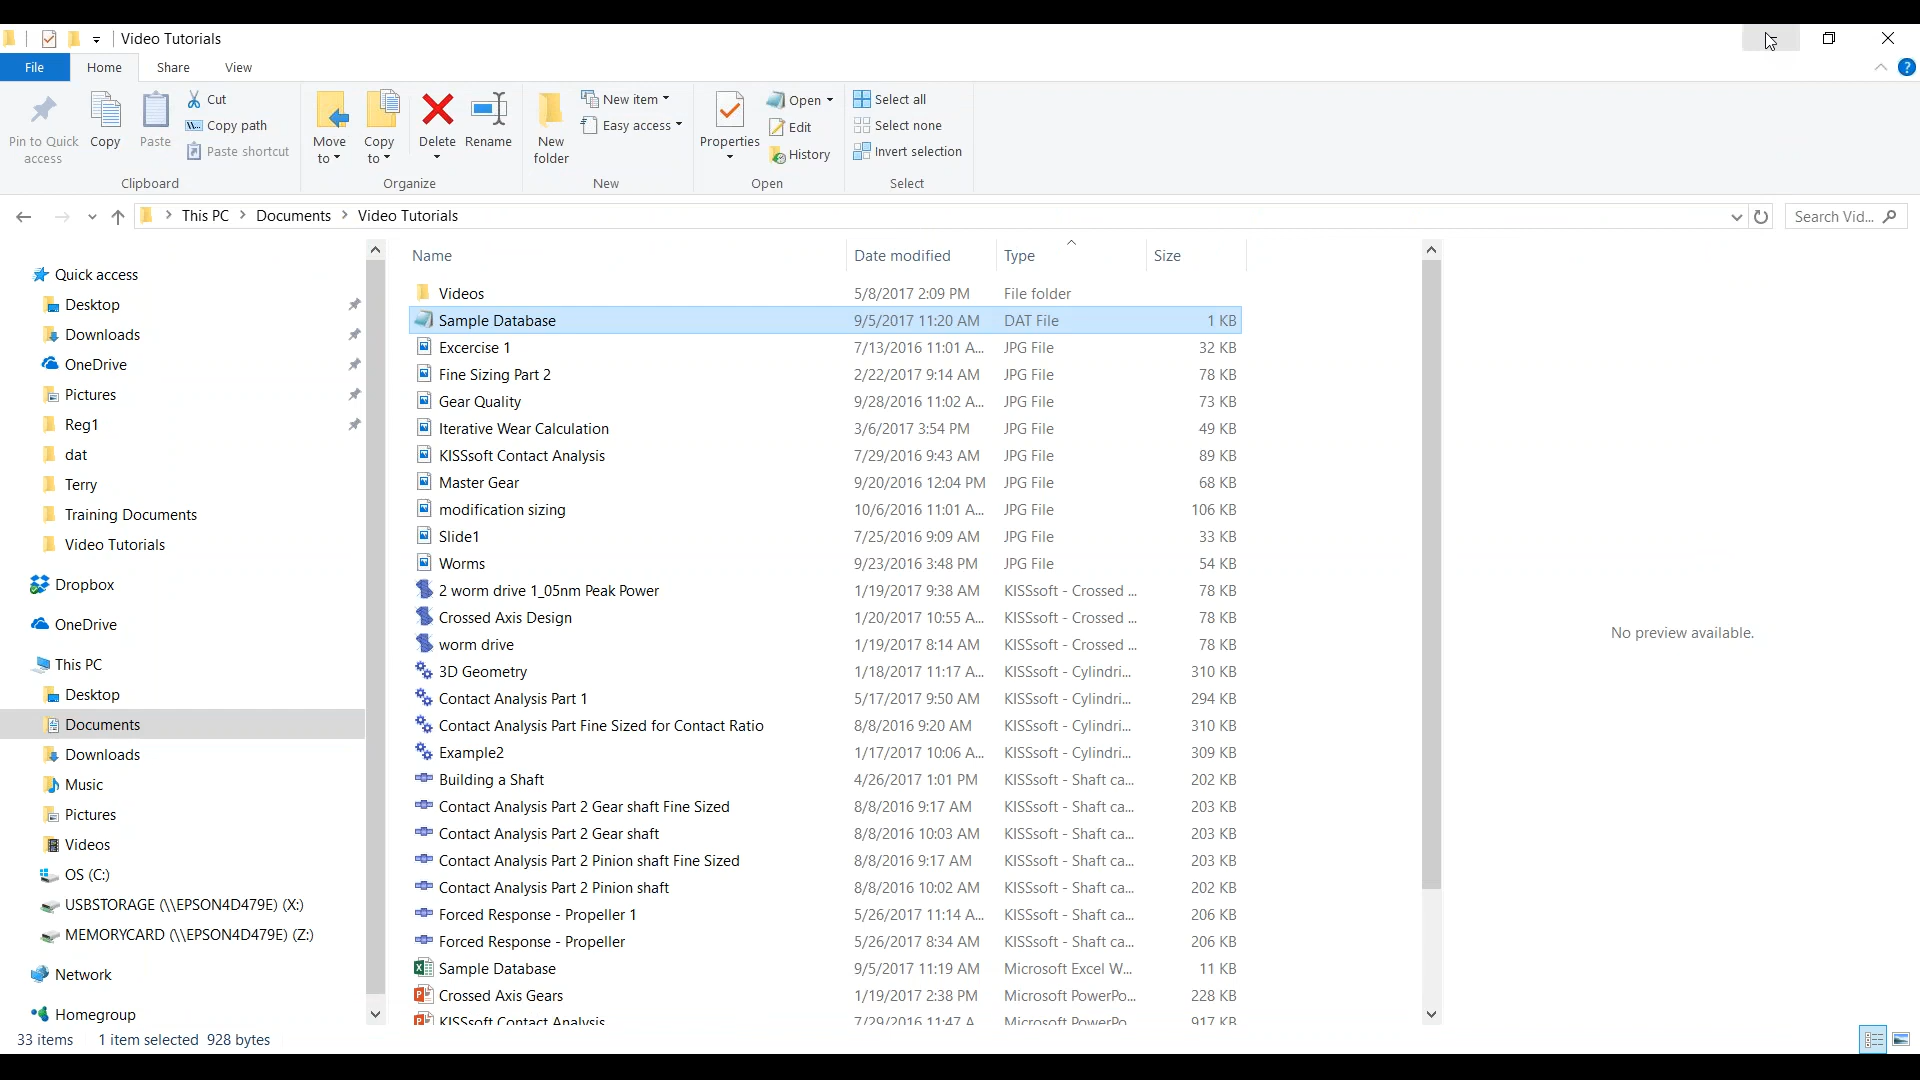 Video Tutorials
File Home Share View
Pin to Quick access
Copy
Paste
Cut
Copy path
Paste shortcut
Clipboard
Move to
Copy to
Delete
Rename
Organize
New folder
New item
Easy access
New
Properties
Open
Edit
History
Open
Select all
Select none
Invert selection
Select
This PC > Documents > Video Tutorials
Search Vid...
Quick access
Desktop
Downloads
OneDrive
Pictures
Reg1
dat
Terry
Training Documents
Video Tutorials
Dropbox
OneDrive
This PC
Desktop
Documents
Downloads
Music
Pictures
Videos
OS (C:)
USBSTORAGE (\\EPSON4D479E) (X:)
MEMORYCARD (\\EPSON4D479E) (Z:)
Network
Homegroup
Name Date modified Type Size
Videos 5/8/2017 2:09 PM File folder
Sample Database 9/5/2017 11:20 AM DAT File 1 KB
Excercise 1 7/13/2016 11:01 A... JPG File 32 KB
Fine Sizing Part 2 2/22/2017 9:14 AM JPG File 78 KB
Gear Quality 9/28/2016 11:02 A... JPG File 73 KB
Iterative Wear Calculation 3/6/2017 3:54 PM JPG File 49 KB
KISSsoft Contact Analysis 7/29/2016 9:43 AM JPG File 89 KB
Master Gear 9/20/2016 12:04 PM JPG File 68 KB
modification sizing 10/6/2016 11:01 A... JPG File 106 KB
Slide1 7/25/2016 9:09 AM JPG File 33 KB
Worms 9/23/2016 3:48 PM JPG File 54 KB
2 worm drive 1_05nm Peak Power 1/19/2017 9:38 AM KISSsoft - Crossed ... 78 KB
Crossed Axis Design 1/20/2017 10:55 A... KISSsoft - Crossed ... 78 KB
worm drive 1/19/2017 8:14 AM KISSsoft - Crossed ... 78 KB
3D Geometry 1/18/2017 11:17 A... KISSsoft - Cylindri... 310 KB
Contact Analysis Part 1 5/17/2017 9:50 AM KISSsoft - Cylindri... 294 KB
Contact Analysis Part Fine Sized for Contact Ratio 8/8/2016 9:20 AM KISSsoft - Cylindri... 310 KB
Example2 1/17/2017 10:06 A... KISSsoft - Cylindri... 309 KB
Building a Shaft 4/26/2017 1:01 PM KISSsoft - Shaft ca... 202 KB
Contact Analysis Part 2 Gear shaft Fine Sized 8/8/2016 9:17 AM KISSsoft - Shaft ca... 203 KB
Contact Analysis Part 2 Gear shaft 8/8/2016 10:03 AM KISSsoft - Shaft ca... 203 KB
Contact Analysis Part 2 Pinion shaft Fine Sized 8/8/2016 9:17 AM KISSsoft - Shaft ca... 203 KB
Contact Analysis Part 2 Pinion shaft 8/8/2016 10:02 AM KISSsoft - Shaft ca... 202 KB
Forced Response - Propeller 1 5/26/2017 11:14 A... KISSsoft - Shaft ca... 206 KB
Forced Response - Propeller 5/26/2017 8:34 AM KISSsoft - Shaft ca... 206 KB
Sample Database 9/5/2017 11:19 AM Microsoft Excel W... 11 KB
Crossed Axis Gears 1/19/2017 2:38 PM Microsoft PowerPo... 228 KB
KISSsoft Contact Analysis 7/29/2016 11:47 A... Microsoft PowerPo... 917 KB
No preview available.
33 items 1 item selected 928 bytes